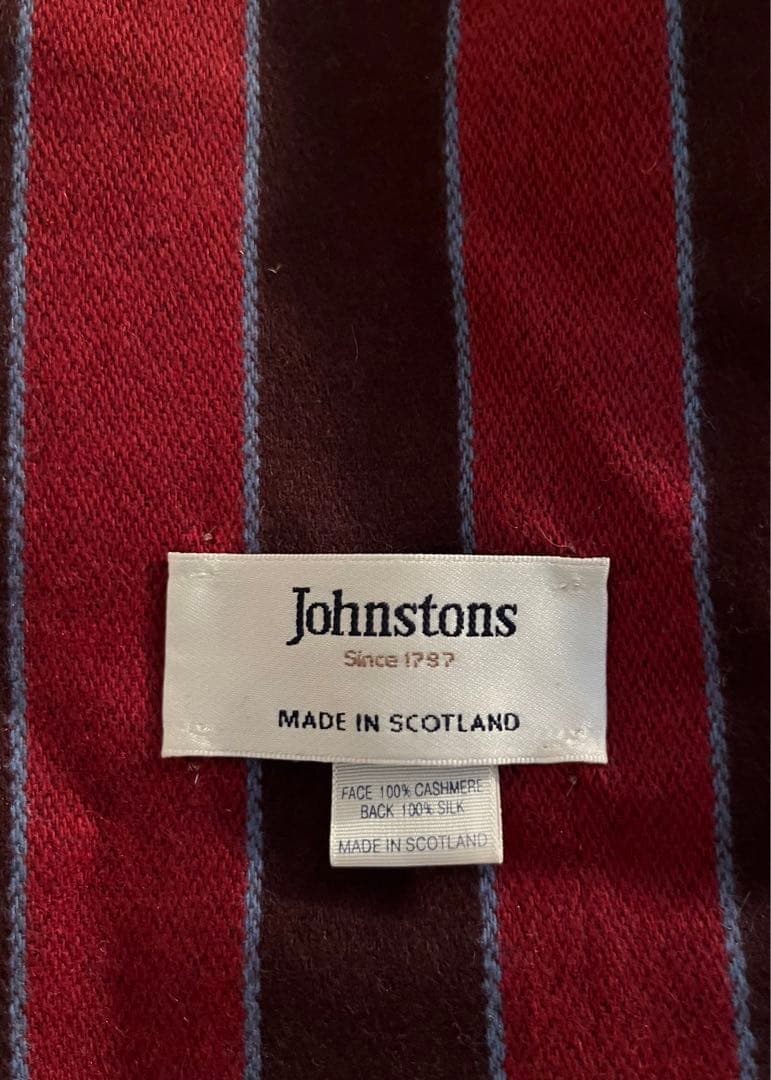 Johnstons
Since 1797
MADE IN SCOTLAND
FACE 100% CASHMERE
BACK 100% SILK
MADE IN SCOTLAND